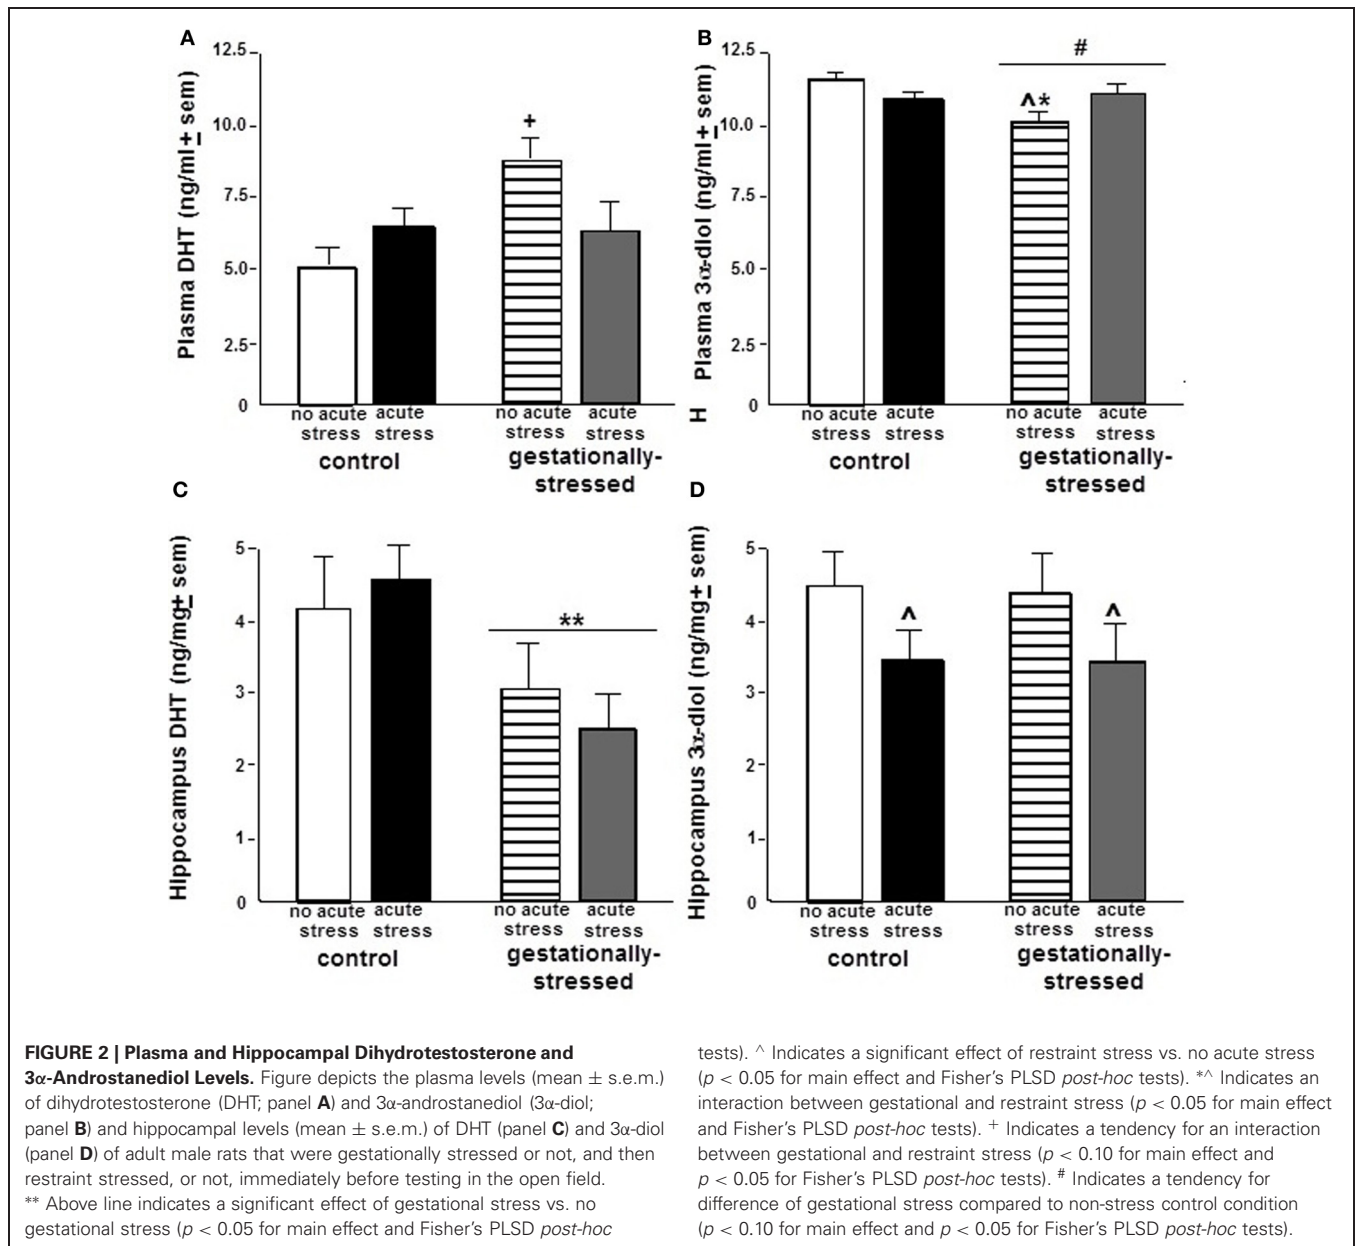 A
Plasma DHT (ng/ml± sem)
12.5
10.0
7.5
5.0
2.5
0
+
no acute stress
acute stress
no acute stress
acute stress
control
gestationally-
stressed
B
H Plasma 3α-diol (ng/ml± sem)
12.5
10.0
7.5
5.0
2.5
0
#
^*
no acute stress
acute stress
no acute stress
acute stress
control
gestationally-
stressed
C
Hippocampus DHT (ng/mg± sem)
5
4
3
2
1
0
**
no acute stress
acute stress
no acute stress
acute stress
control
gestationally-
stressed
D
Hippocampus 3α-diol (ng/mg± sem)
5
4
3
2
1
0
^
^
no acute stress
acute stress
no acute stress
acute stress
control
gestationally-
stressed
FIGURE 2 | Plasma and Hippocampal Dihydrotestosterone and
3α-Androstanediol Levels. Figure depicts the plasma levels (mean ± s.e.m.)
of dihydrotestosterone (DHT; panel A) and 3α-androstanediol (3α-diol;
panel B) and hippocampal levels (mean ± s.e.m.) of DHT (panel C) and 3α-diol
(panel D) of adult male rats that were gestationally stressed or not, and then
restraint stressed, or not, immediately before testing in the open field.
** Above line indicates a significant effect of gestational stress vs. no
gestational stress (p < 0.05 for main effect and Fisher's PLSD post-hoc
tests). ^ Indicates a significant effect of restraint stress vs. no acute stress
(p < 0.05 for main effect and Fisher's PLSD post-hoc tests). *^ Indicates an
interaction between gestational and restraint stress (p < 0.05 for main effect
and Fisher's PLSD post-hoc tests). + Indicates a tendency for an interaction
between gestational and restraint stress (p < 0.10 for main effect and
p < 0.05 for Fisher's PLSD post-hoc tests). # Indicates a tendency for
difference of gestational stress compared to non-stress control condition
(p < 0.10 for main effect and p < 0.05 for Fisher's PLSD post-hoc tests).